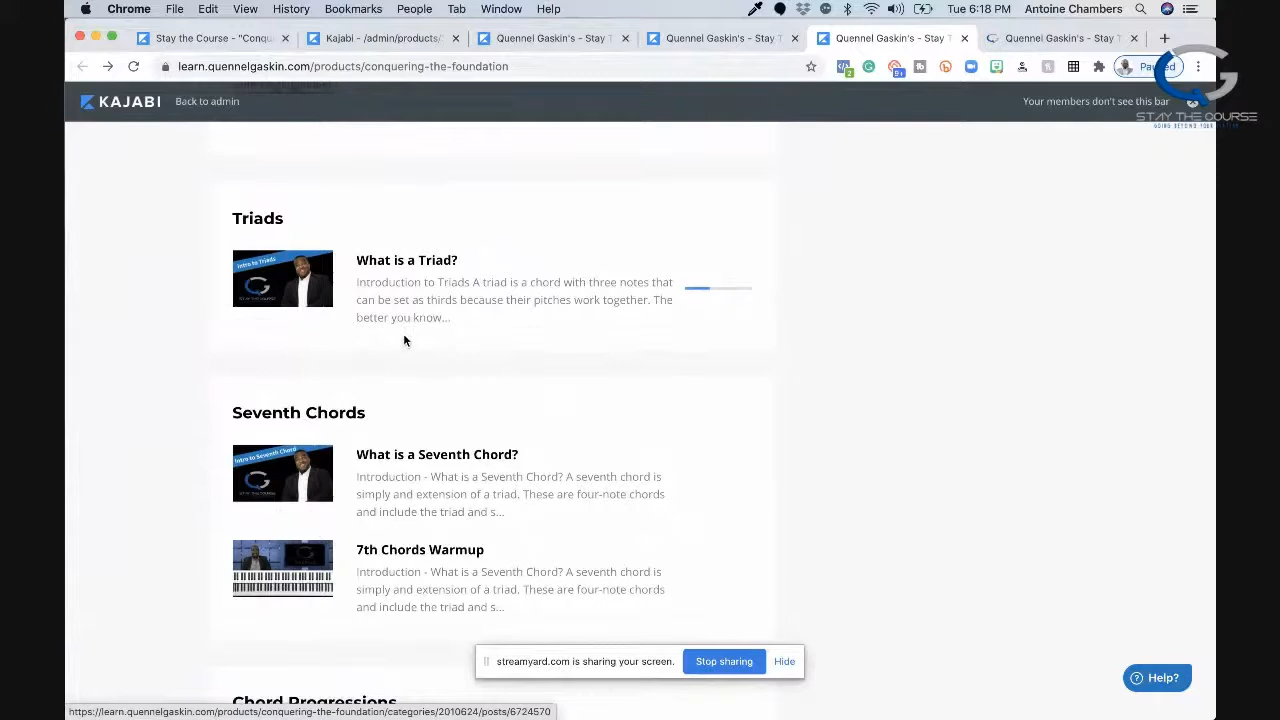 Chrome File Edit View History Bookmarks People Tab Window Help Tue 6:18 PM Antoine Chambers
Stay the Course - "Conqu Kajabi - /admin/products/ Quennel Gaskin's - Stay T Quennel Gaskin's - Stay T Quennel Gaskin's - Stay T Quennel Gaskin's - Stay T
learn.quennelgaskin.com/products/conquering-the-foundation
KAJABI Back to admin Your members don't see this bar
STAY THE COURSE
Triads
Intro to Triads
What is a Triad?
Introduction to Triads A triad is a chord with three notes that
can be set as thirds because their pitches work together. The
better you know...
Seventh Chords
Intro to Seventh Chord
What is a Seventh Chord?
Introduction - What is a Seventh Chord? A seventh chord is
simply and extension of a triad. These are four-note chords
and include the triad and s...
7th Chords Warmup
Introduction - What is a Seventh Chord? A seventh chord is
simply and extension of a triad. These are four-note chords
and include the triad and s...
streamyard.com is sharing your screen. Stop sharing Hide
Help?
Chord Progressions
https://learn.quennelgaskin.com/products/conquering-the-foundation/categories/2010624/posts/6724570